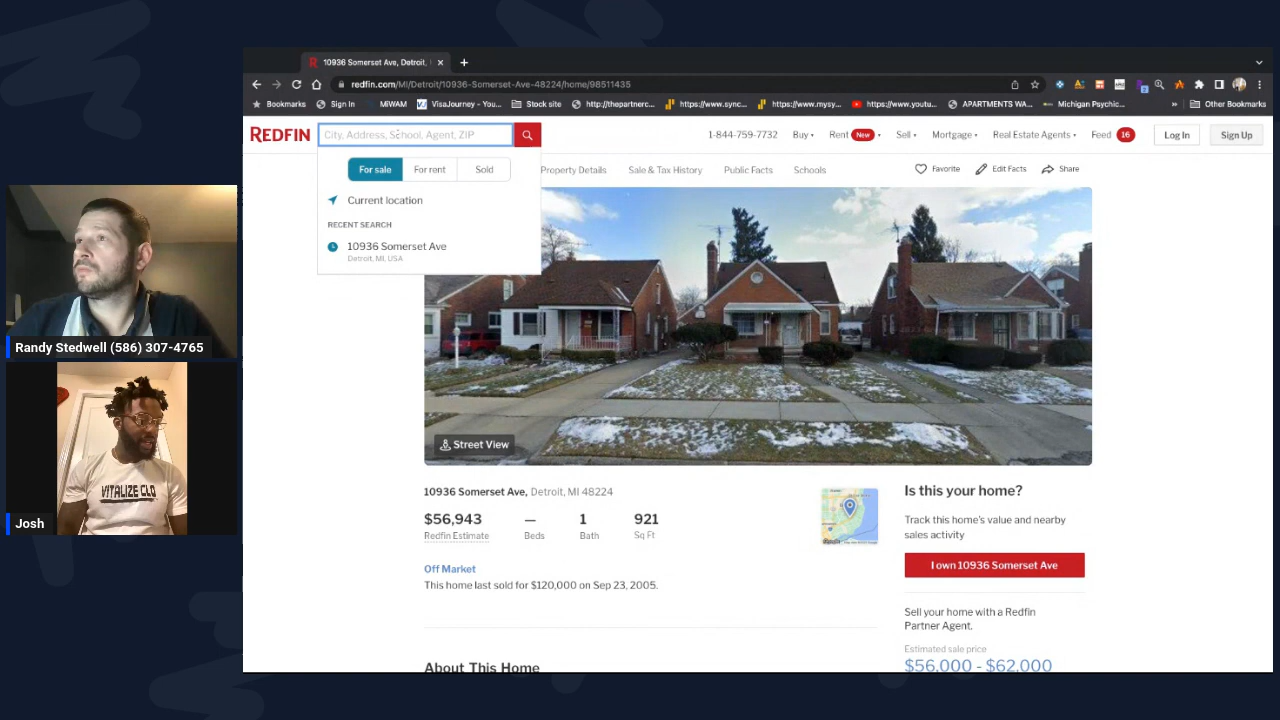 10936 Somerset Ave, Detroit,
redfin.com/MI/Detroit/10936-Somerset-Ave-48224/home/98511435
Bookmarks Sign In MiWAM VisaJourney - You... Stock site http://thepartnerc... https://www.sync... https://www.mysy... https://www.youtu... APARTMENTS WA... Michigan Psychic... » Other Bookmarks
REDFIN City, Address, School, Agent, ZIP 1-844-759-7732 Buy Rent New Sell Mortgage Real Estate Agents Feed 16 Log In Sign Up
For sale For rent Sold
Property Details Sale & Tax History Public Facts Schools Favorite Edit Facts Share
Current location
RECENT SEARCH
10936 Somerset Ave
Detroit, MI, USA
Street View
Randy Stedwell (586) 307-4765
VITALIZE CLO
Josh
10936 Somerset Ave, Detroit, MI 48224
$56,943 — 1 921
Redfin Estimate Beds Bath Sq Ft
Off Market
This home last sold for $120,000 on Sep 23, 2005.
About This Home
Is this your home?
Track this home's value and nearby
sales activity
I own 10936 Somerset Ave
Sell your home with a Redfin
Partner Agent.
Estimated sale price
$56,000 - $62,000